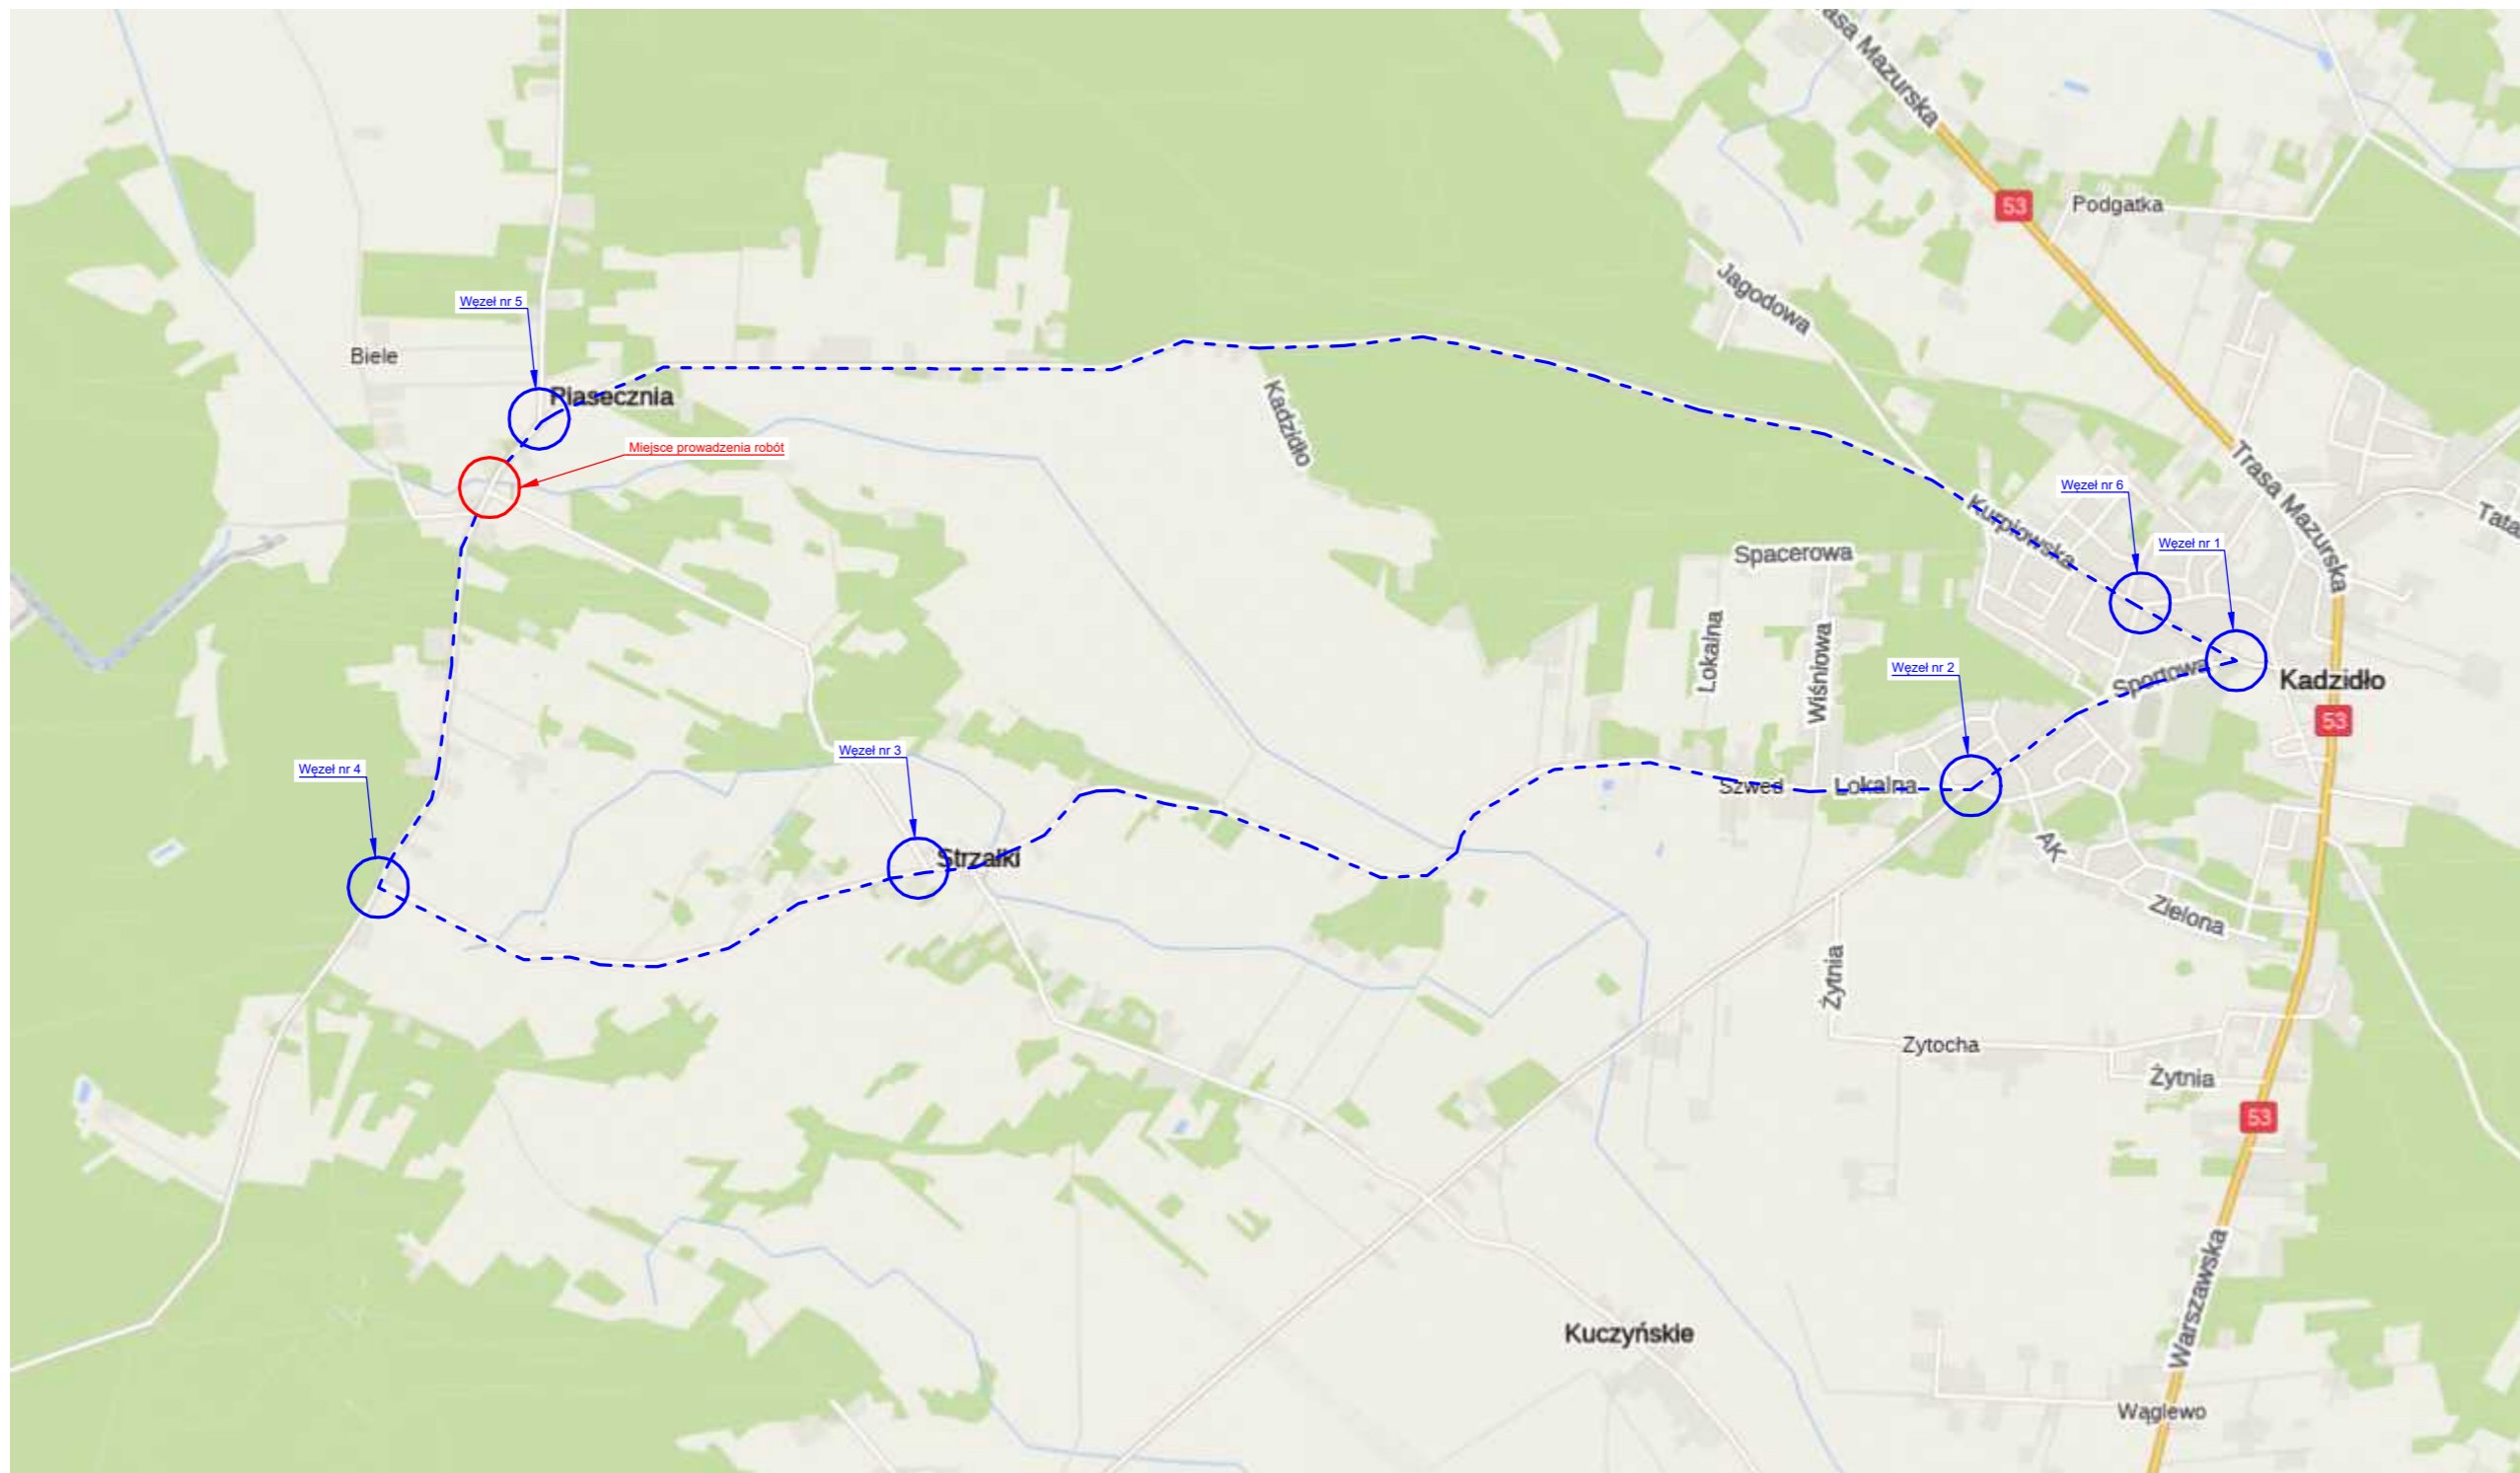 asa Mazurska
53
Podgatka
Jagodowa
Węzeł nr 5
Biele
Piasecznia
Kadzidło
Miejsce prowadzenia robót
Trasa Mazurska
Węzeł nr 6
Kurpiowska
Tata
Węzeł nr 1
Spacerowa
Lokalna
Wiśniowa
Węzeł nr 2
Sportowa
Kadzidło
53
Węzeł nr 3
Węzeł nr 4
Szwed
Lokalna
Strzałki
AK
Zielona
Żytnia
Zytocha
Żytnia
53
Warszawska
Kuczyńskie
Wąglewo